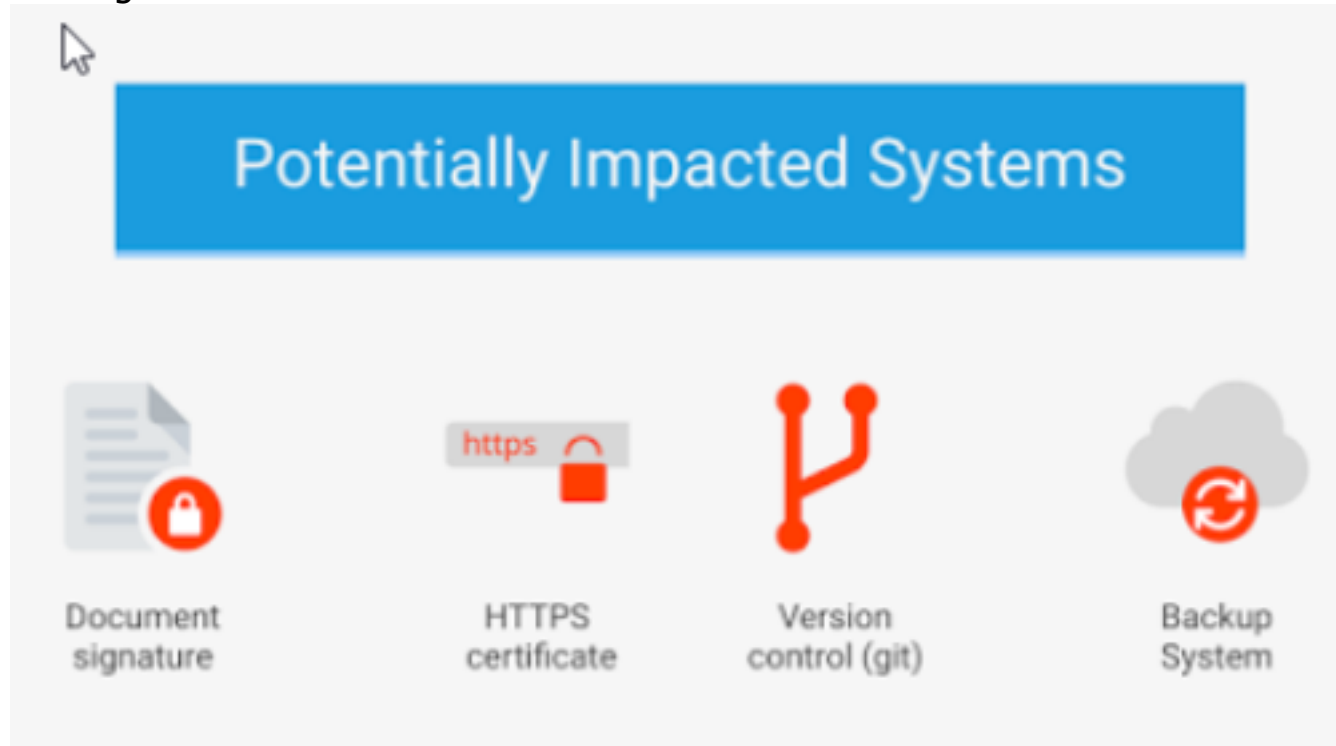 Potentially Impacted Systems
https
Document
signature
HTTPS
certificate
Version
control (git)
Backup
System